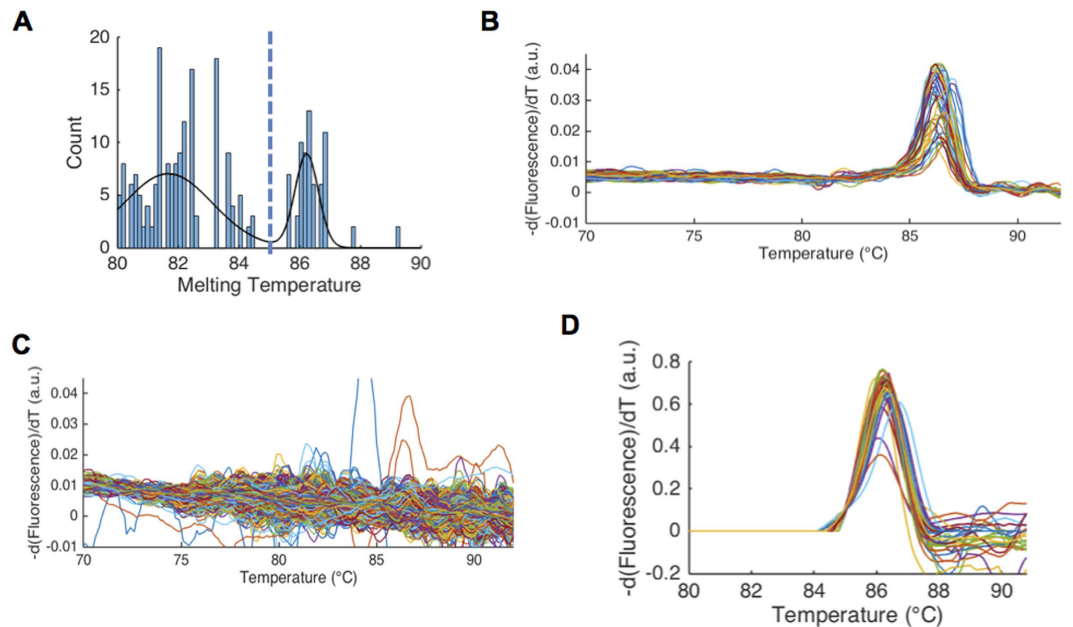 A
20
15
10
5
0
Count
80 82 84 86 88 90
Melting Temperature
B
-d(Fluorescence)/dT (a.u.)
0.04
0.03
0.02
0.01
0
-0.01
70 75 80 85 90
Temperature (°C)
C
-d(Fluorescence)/dT (a.u.)
0.04
0.03
0.02
0.01
0
-0.01
70 75 80 85 90
Temperature (°C)
D
-d(Fluorescence)/dT (a.u.)
0.8
0.6
0.4
0.2
0
-0.2
80 82 84 86 88 90
Temperature (°C)